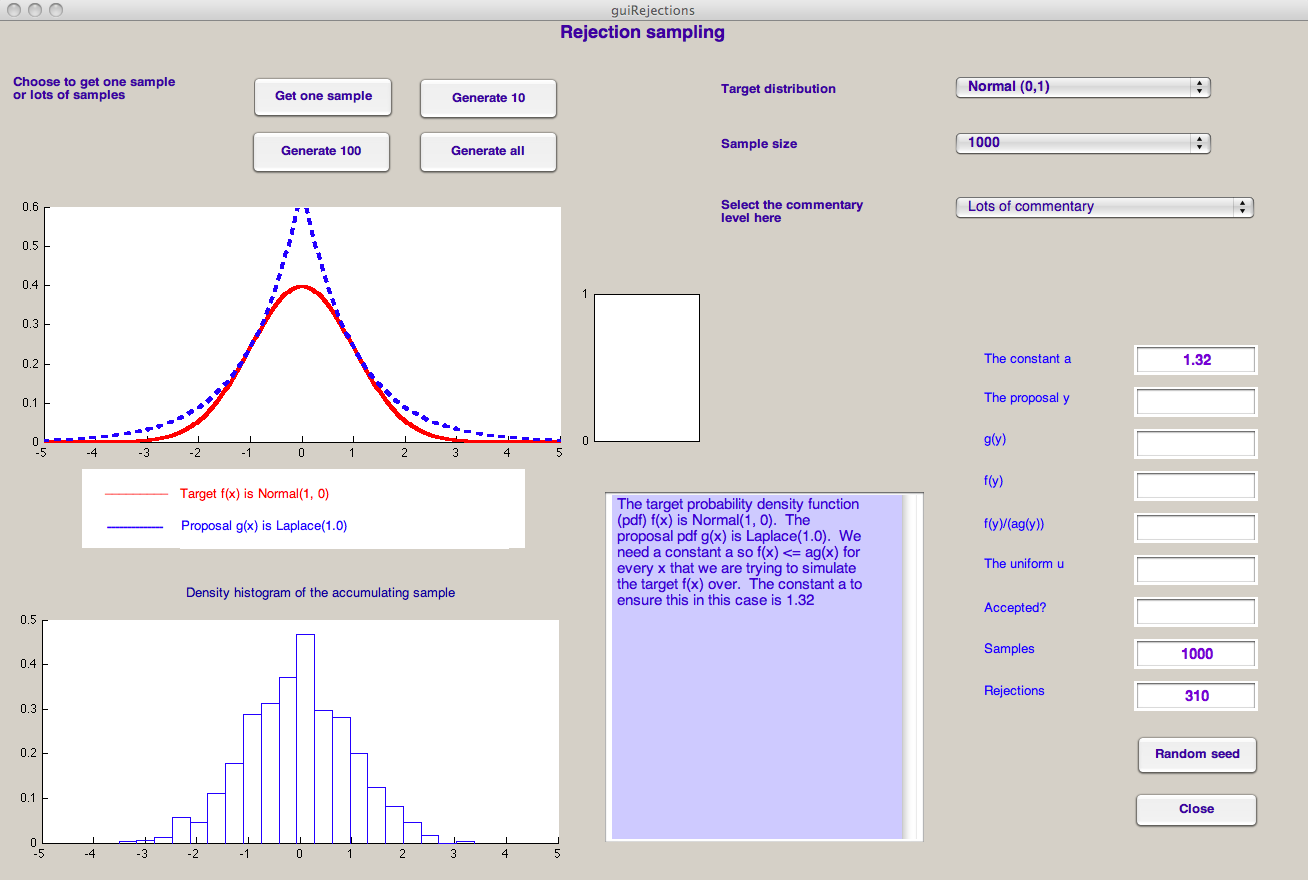 guiRejections
Rejection sampling
Choose to get one sample
or lots of samples
Get one sample
Generate 10
Generate 100
Generate all
Target distribution
Normal (0,1)
Sample size
1000
Select the commentary
level here
Lots of commentary
0.6
0.5
0.4
0.3
0.2
0.1
0
-5 -4 -3 -2 -1 0 1 2 3 4 5
1
0
Target f(x) is Normal(1, 0)
Proposal g(x) is Laplace(1.0)
The target probability density function
(pdf) f(x) is Normal(1, 0). The
proposal pdf g(x) is Laplace(1.0). We
need a constant a so f(x) <= ag(x) for
every x that we are trying to simulate
the target f(x) over. The constant a to
ensure this in this case is 1.32
Density histogram of the accumulating sample
0.5
0.4
0.3
0.2
0.1
0
-5 -4 -3 -2 -1 0 1 2 3 4 5
The constant a
1.32
The proposal y
g(y)
f(y)
f(y)/(ag(y))
The uniform u
Accepted?
Samples
1000
Rejections
310
Random seed
Close